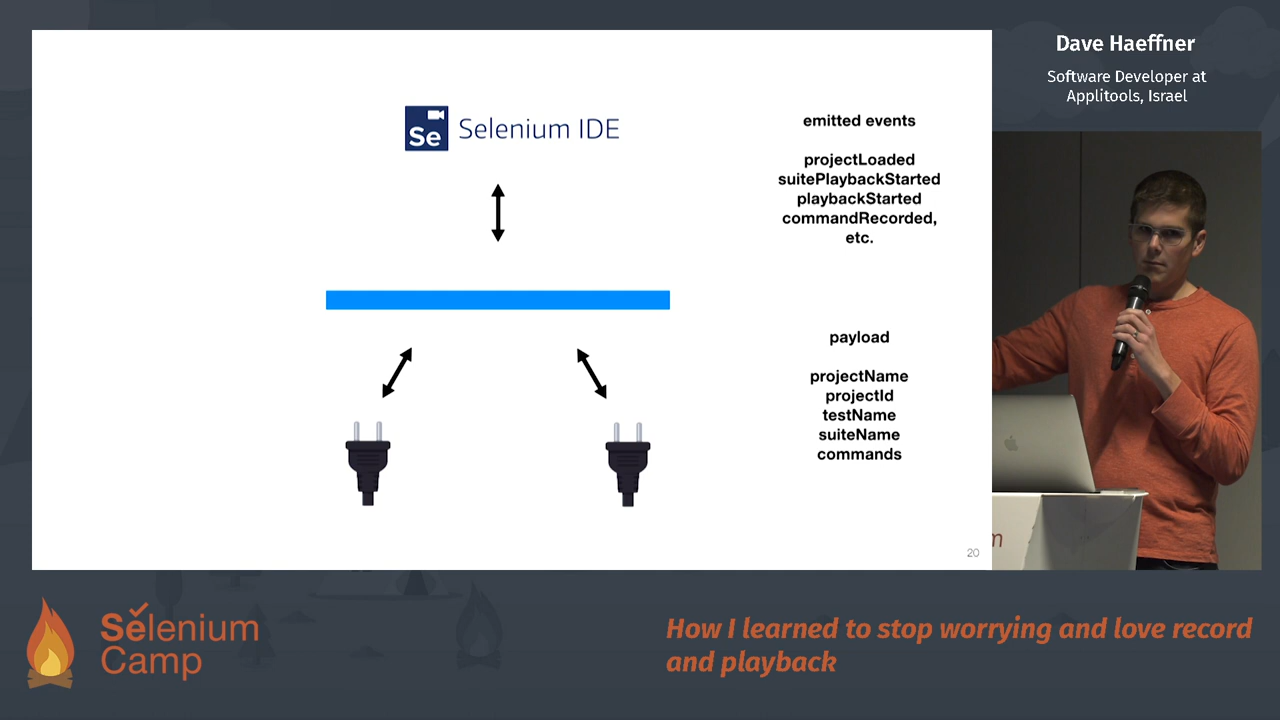 Dave Haeffner
Software Developer at
Applitools, Israel
Se
Selenium IDE
emitted events
projectLoaded
suitePlaybackStarted
playbackStarted
commandRecorded,
etc.
payload
projectName
projectId
testName
suiteName
commands
20
m
Selenium
Camp
How I learned to stop worrying and love record
and playback